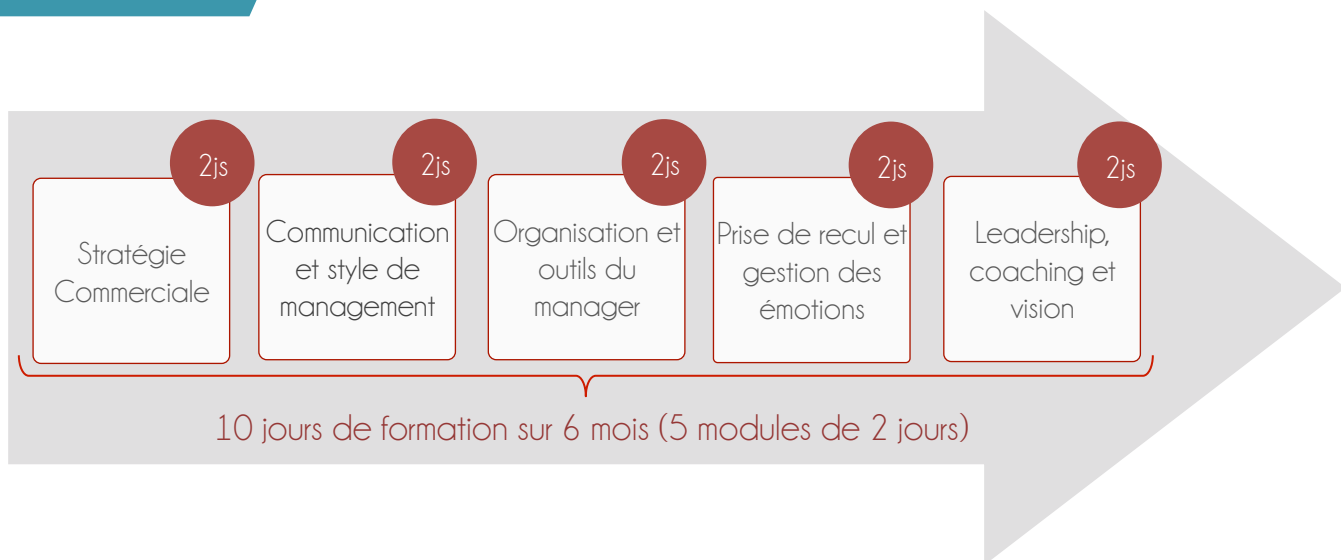 2js
Stratégie
Commerciale
2js
Communication
et style de
management
2js
Organisation et
outils du
manager
2js
Prise de recul et
gestion des
émotions
2js
Leadership,
coaching et
vision
10 jours de formation sur 6 mois (5 modules de 2 jours)